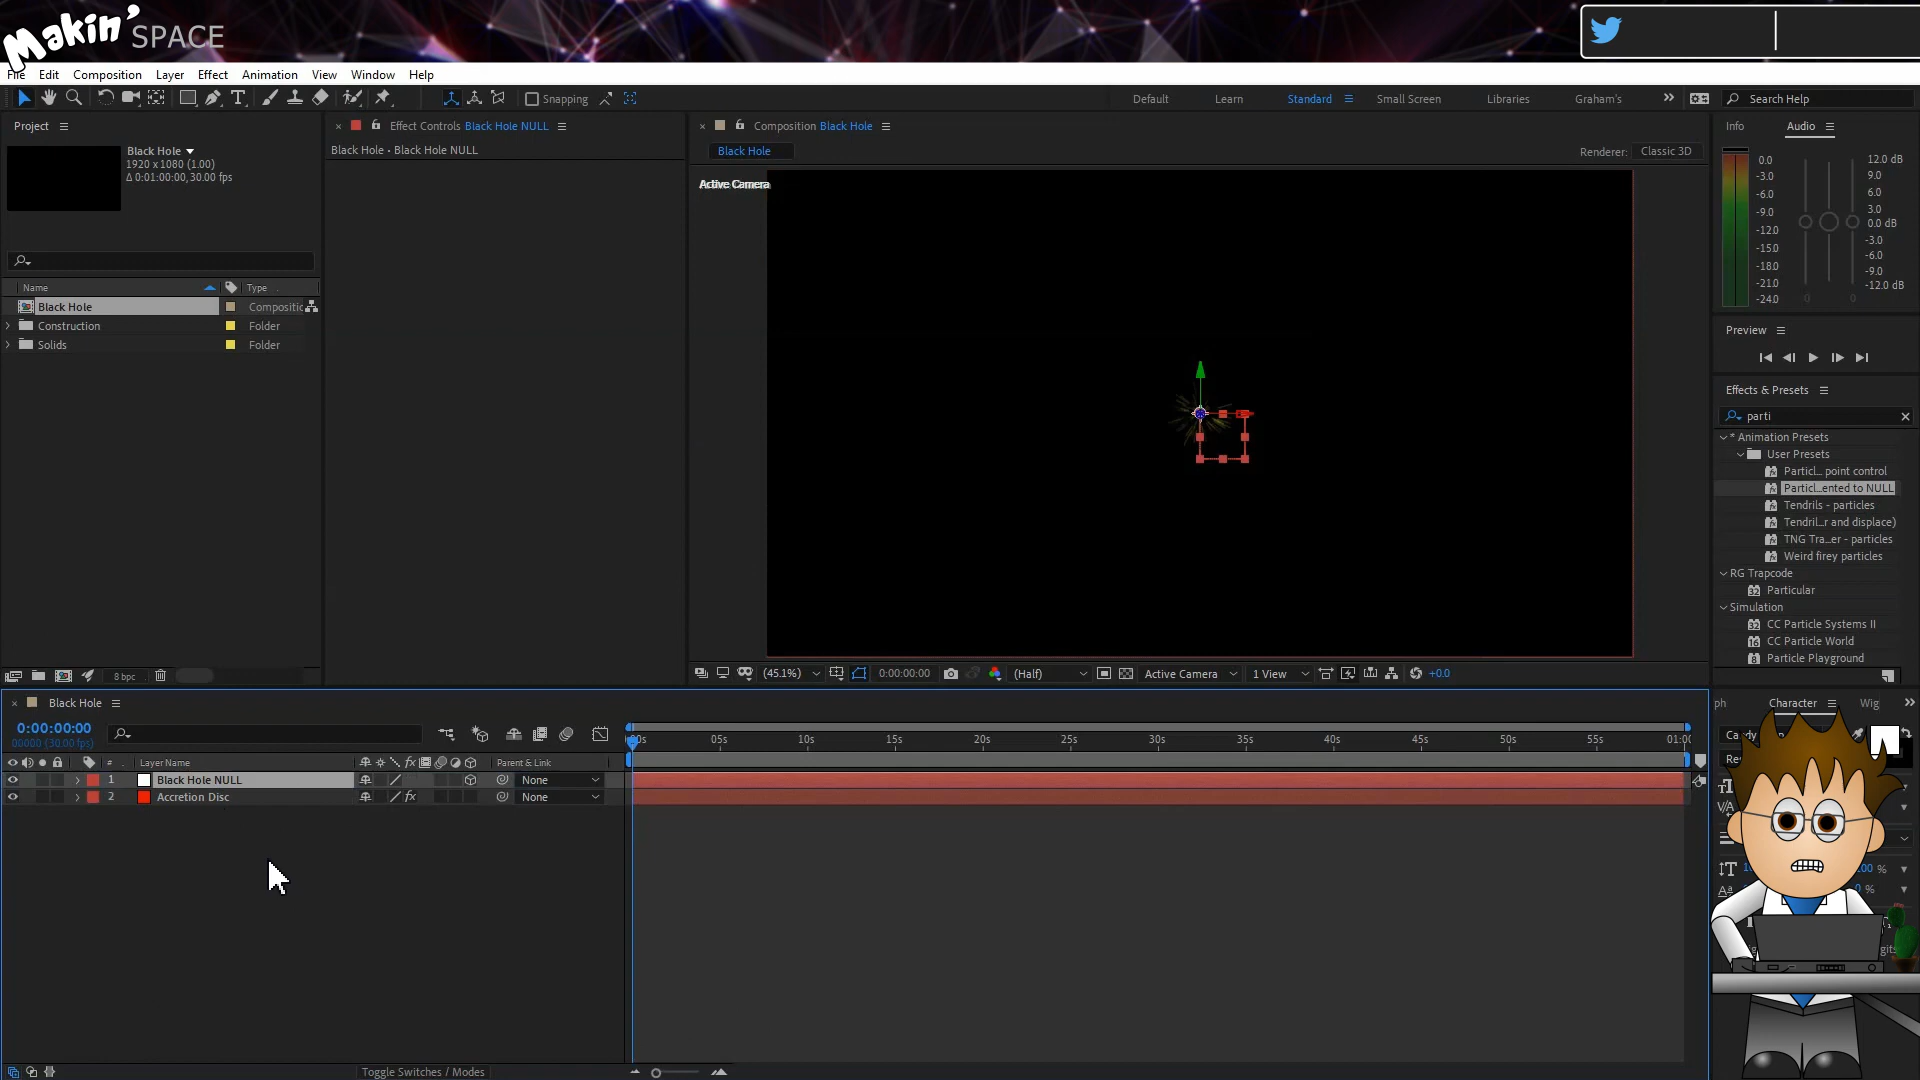 Makin' SPACE
File Edit Composition Layer Effect Animation View Window Help
Snapping
Default Learn Standard Small Screen Libraries Graham's
Search Help
Project
Black Hole
1920 x 1080 (1.00)
Δ 0:01:00:00, 30.00 fps
Name Type
Black Hole Compositic
Construction Folder
Solids Folder
8 bpc
Effect Controls Black Hole NULL
Black Hole • Black Hole NULL
Composition Black Hole
Black Hole
Renderer: Classic 3D
Active Camera
(45.1%) 0:00:00:00 (Half) Active Camera 1 View +0.0
Info Audio
0.0 12.0 dB
-3.0 9.0
-6.0 6.0
-9.0 3.0
-12.0 0.0 dB
-15.0 -3.0
-18.0 -6.0
-21.0 -9.0
-24.0 -12.0 dB
0 0
Preview
Effects & Presets
parti
* Animation Presets
User Presets
Particl... point control
Particl...ented to NULL
Tendrils - particles
Tendril...r and displace)
TNG Tra...er - particles
Weird firey particles
RG Trapcode
Particular
Simulation
CC Particle Systems II
CC Particle World
Particle Playground
ph Character Wig
Black Hole
0:00:00:00
00000 (30.00 fps)
:00s 05s 10s 15s 20s 25s 30s 35s 40s 45s 50s 55s 01:00
# Layer Name fx Parent & Link
1 Black Hole NULL None
2 Accretion Disc fx None
Toggle Switches / Modes